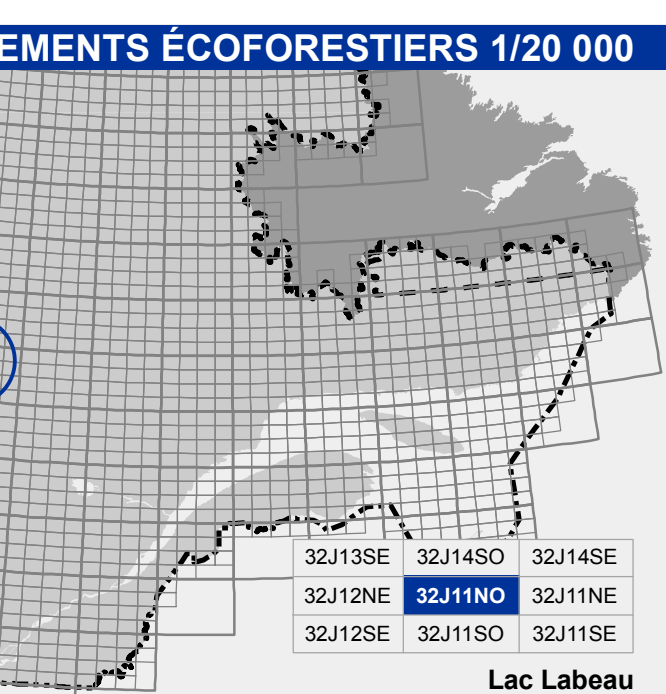 EMENTS ÉCOFORESTIERS 1/20 000
32J13SE 32J14SO 32J14SE
32J12NE 32J11NO 32J11NE
32J12SE 32J11SO 32J11SE
Lac Labeau